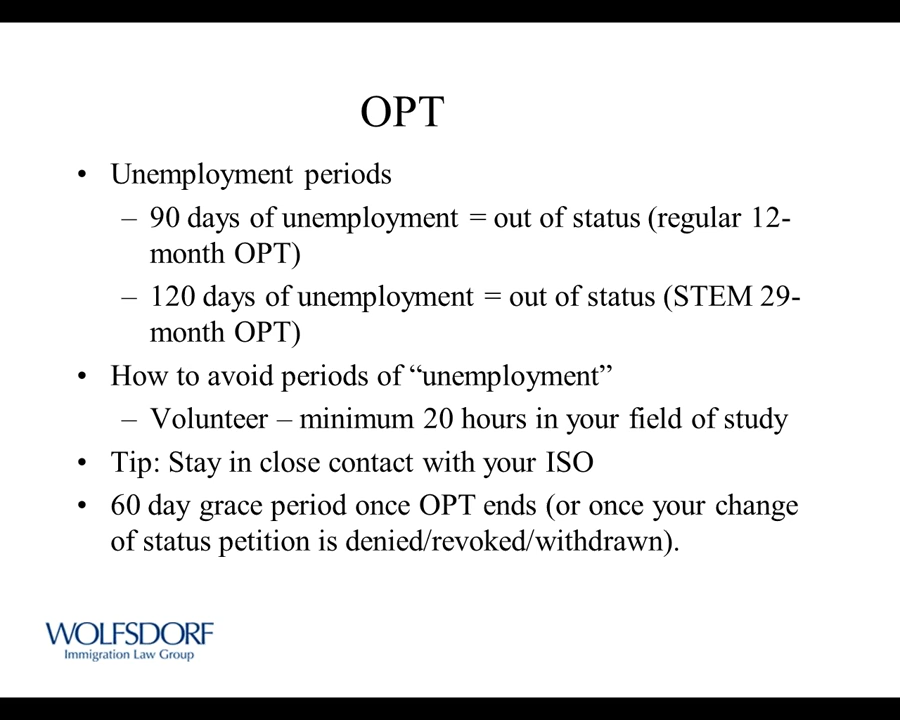 OPT
• Unemployment periods
– 90 days of unemployment = out of status (regular 12-
month OPT)
– 120 days of unemployment = out of status (STEM 29-
month OPT)
• How to avoid periods of “unemployment”
– Volunteer – minimum 20 hours in your field of study
• Tip: Stay in close contact with your ISO
• 60 day grace period once OPT ends (or once your change
of status petition is denied/revoked/withdrawn).
WOLFSDORF
Immigration Law Group